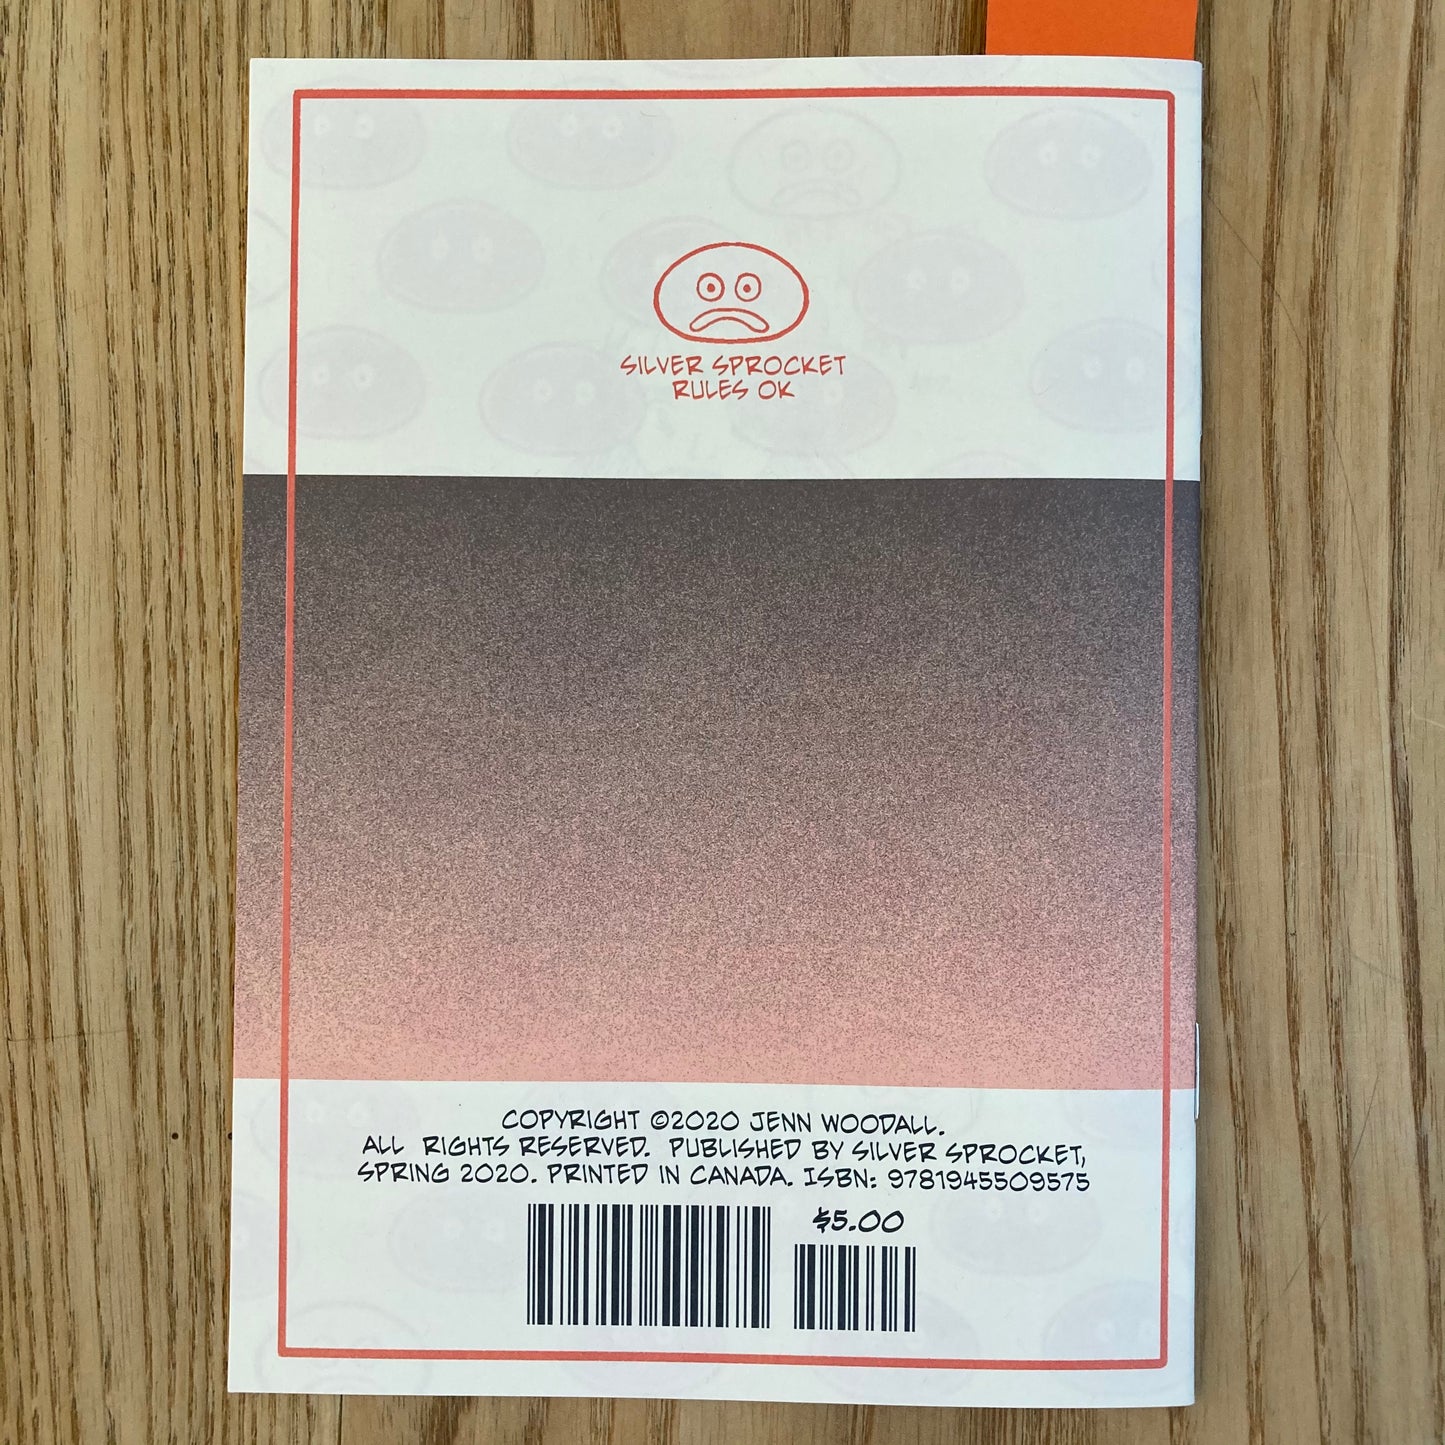 SILVER SPROCKET
RULES OK
COPYRIGHT ©2020 JENN WOODALL.
ALL RIGHTS RESERVED. PUBLISHED BY SILVER SPROCKET,
SPRING 2020. PRINTED IN CANADA. ISBN: 9781945509575
$5.00